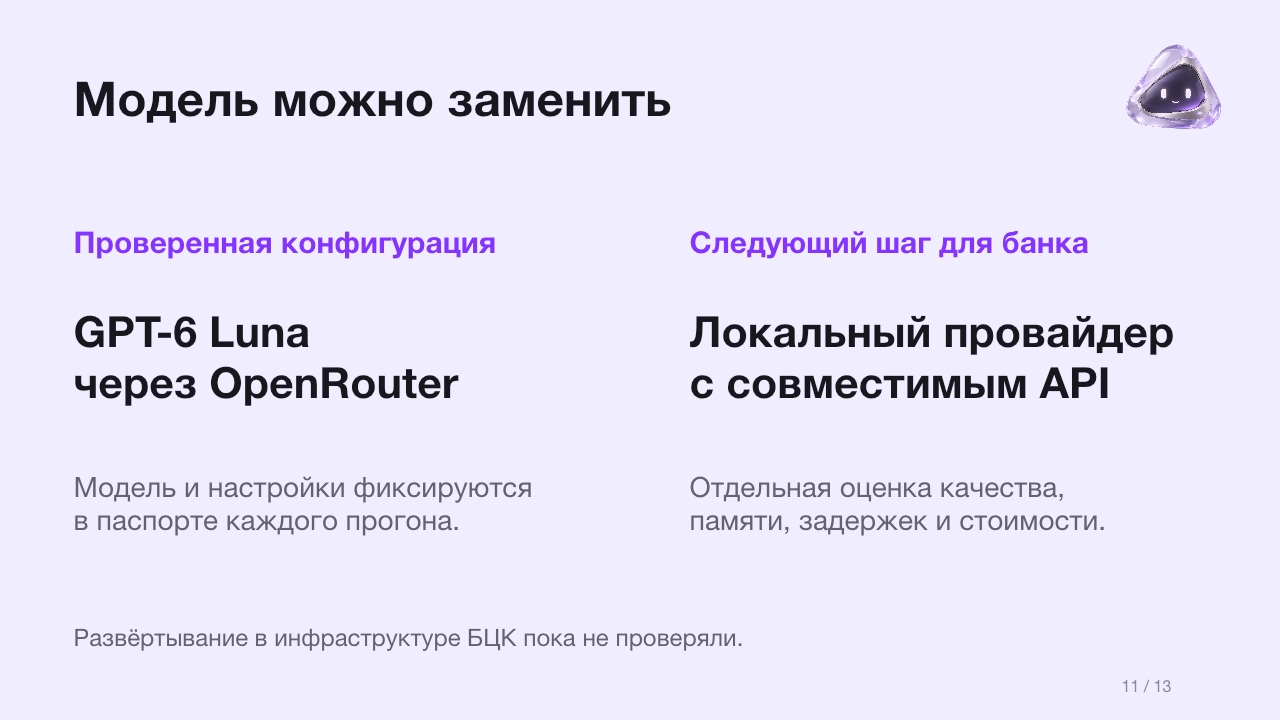 Модель можно заменить
Проверенная конфигурация
GPT-6 Luna
через OpenRouter
Модель и настройки фиксируются
в паспорте каждого прогона.
Следующий шаг для банка
Локальный провайдер
с совместимым API
Отдельная оценка качества,
памяти, задержек и стоимости.
Развёртывание в инфраструктуре БЦК пока не проверяли.
11 / 13